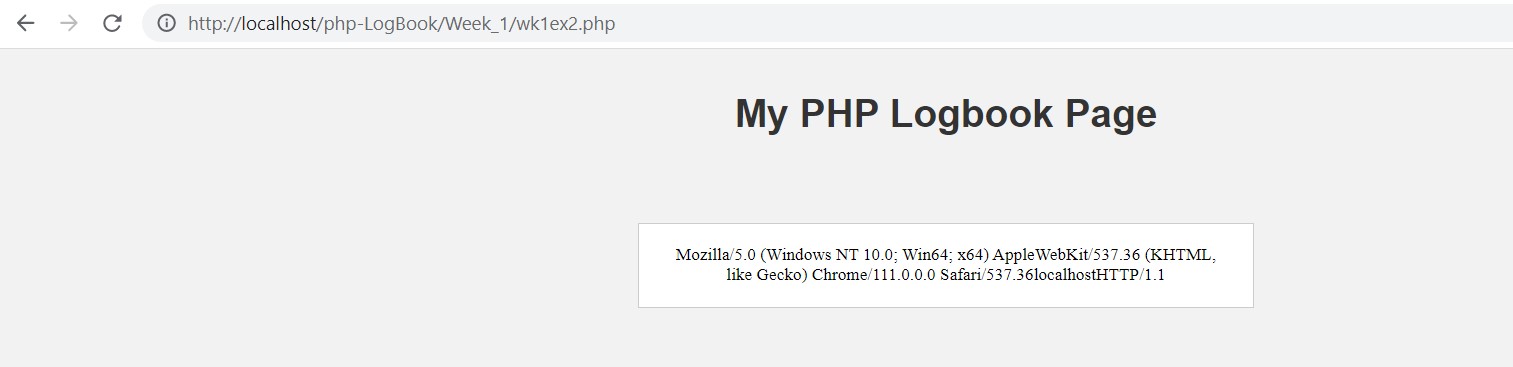 http://localhost/php-LogBook/Week_1/wk1ex2.php
My PHP Logbook Page
Mozilla/5.0 (Windows NT 10.0; Win64; x64) AppleWebKit/537.36 (KHTML,
like Gecko) Chrome/111.0.0.0 Safari/537.36localhostHTTP/1.1